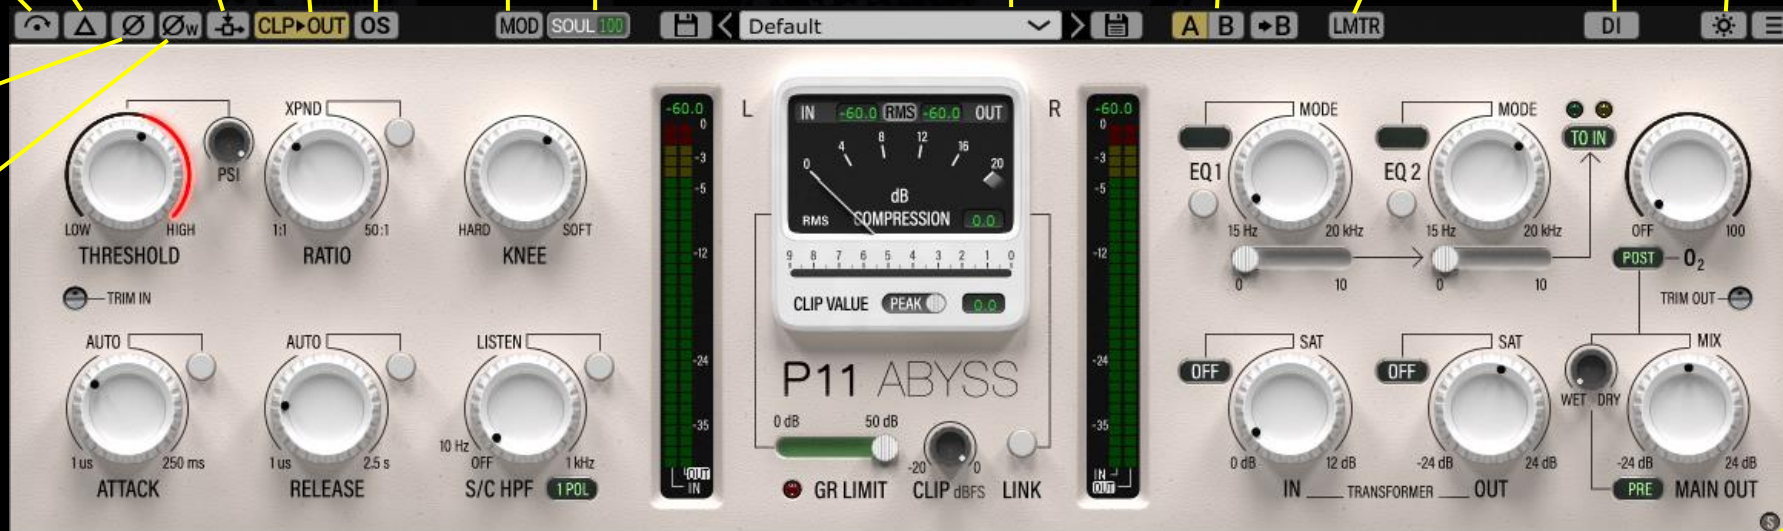 Ø Øw CLP▸OUT OS MOD SOUL 100 Default A B ▸B LMTR DI
XPND
PSI
LOW HIGH 1:1 50:1 HARD SOFT
THRESHOLD RATIO KNEE
TRIM IN
AUTO AUTO LISTEN
10 Hz
1 us 250 ms 1 us 2.5 s OFF 1 kHz
ATTACK RELEASE S/C HPF 1 POL
-60.0
0
-3
-5
-12
-24
-35
OUT
IN
L R
IN -60.0 RMS -60.0 OUT
0 4 8 12 16 20
dB
RMS COMPRESSION 0.0
9 8 7 6 5 4 3 2 1 0
CLIP VALUE PEAK 0.0
P11 ABYSS
0 dB 50 dB
-20 0
GR LIMIT CLIP dBFS LINK
-60.0
0
-3
-5
-12
-24
-35
IN
OUT
MODE MODE
TO IN
EQ 1 EQ 2
15 Hz 20 kHz 15 Hz 20 kHz OFF 100
0 10 0 10
POST O2
TRIM OUT
SAT SAT MIX
OFF OFF
WET DRY
0 dB 12 dB -24 dB 24 dB -24 dB 24 dB
IN TRANSFORMER OUT PRE MAIN OUT
S